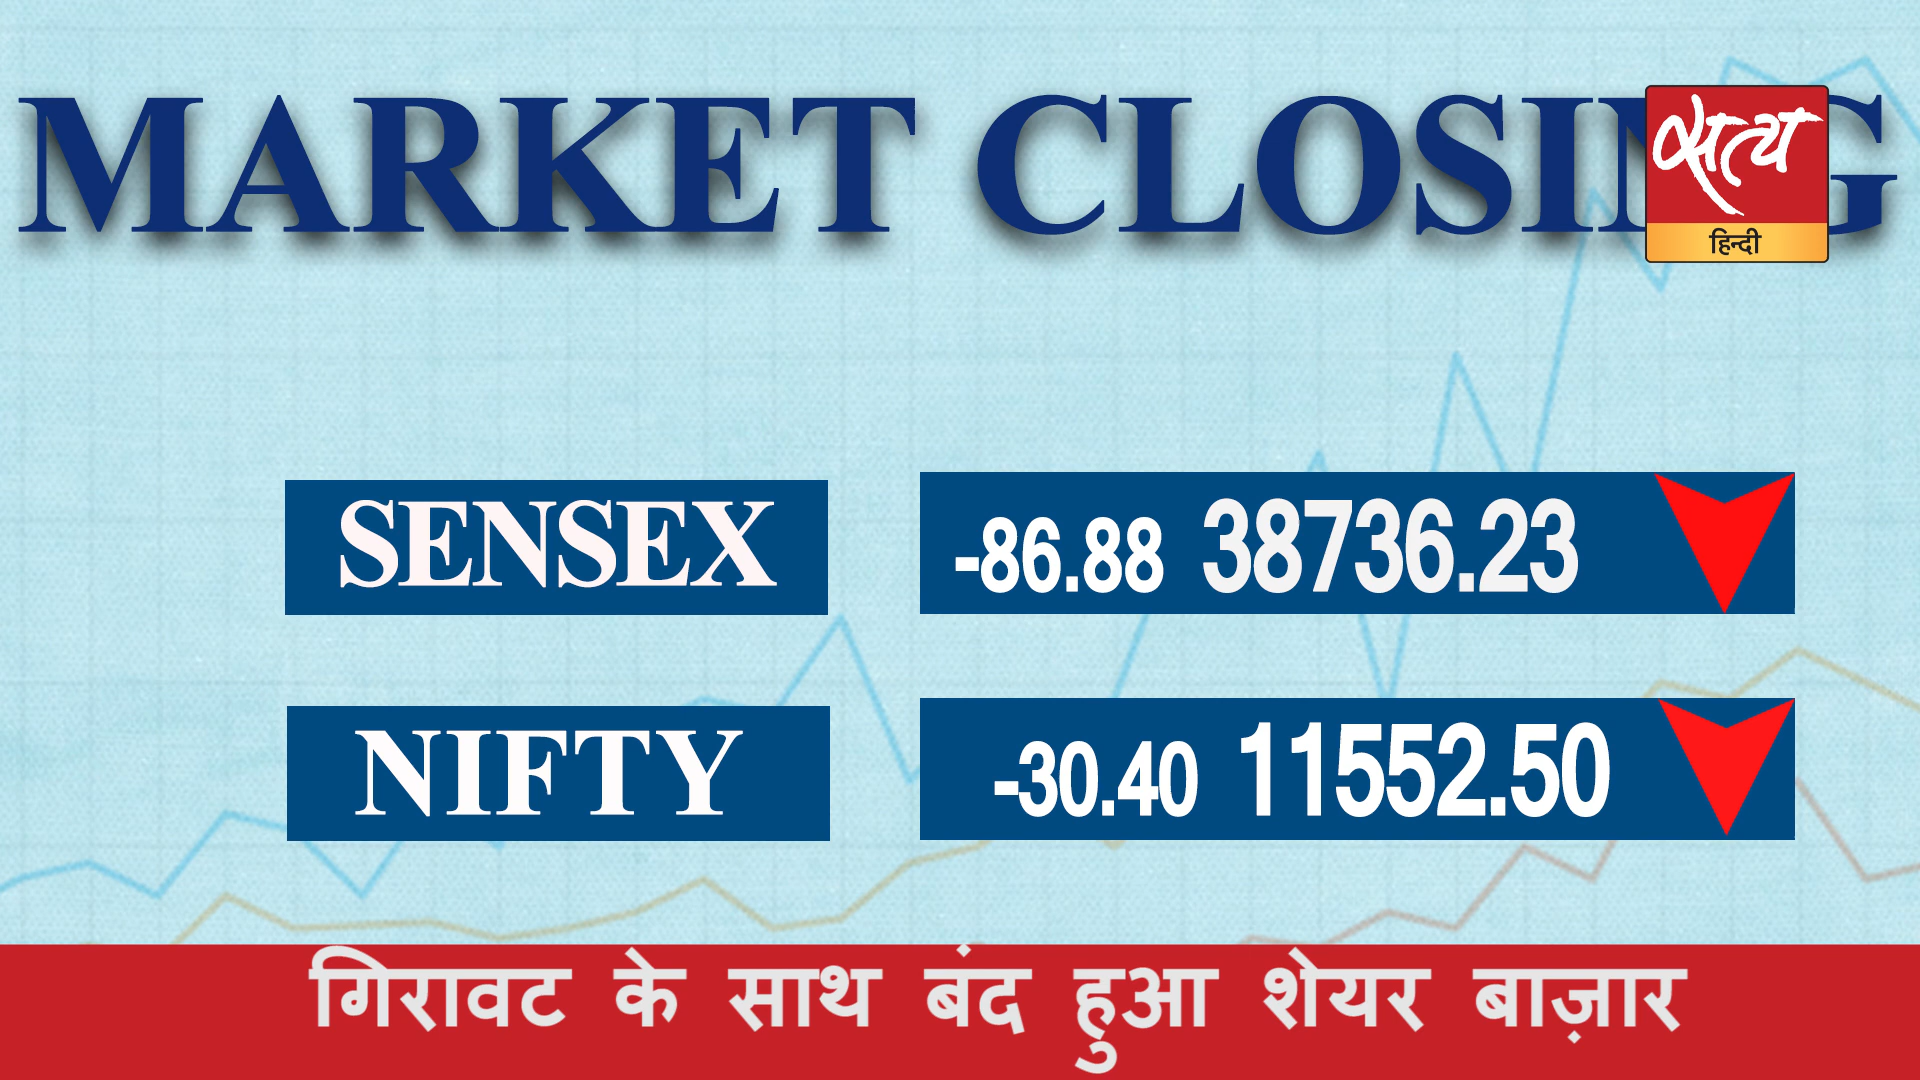 MARKET CLOSING
सत्य
हिन्दी
SENSEX -86.88 38736.23
NIFTY -30.40 11552.50
गिरावट के साथ बंद हुआ शेयर बाज़ार